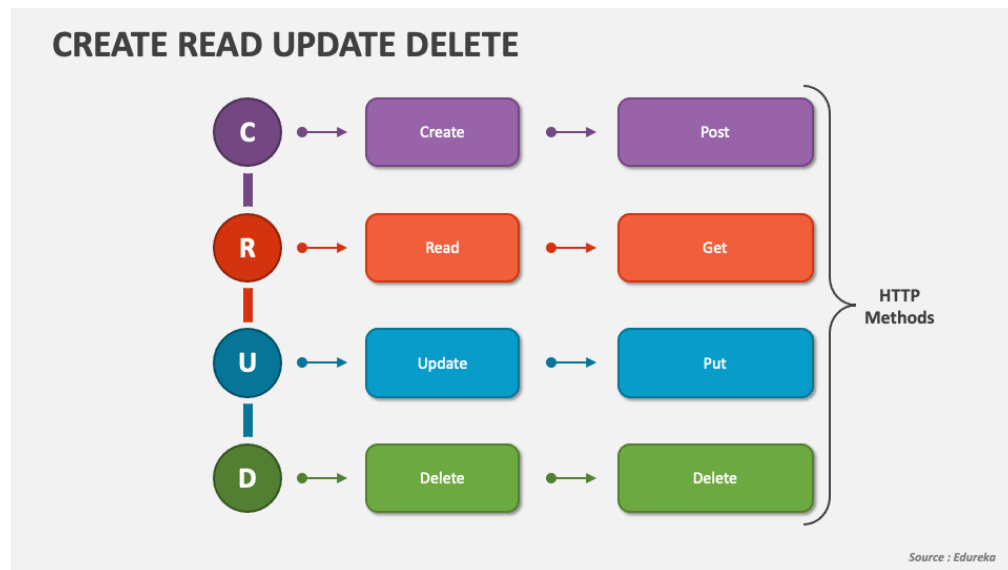 CREATE READ UPDATE DELETE
C
Create
Post
R
Read
Get
U
Update
Put
D
Delete
Delete
HTTP
Methods
Source : Edureka